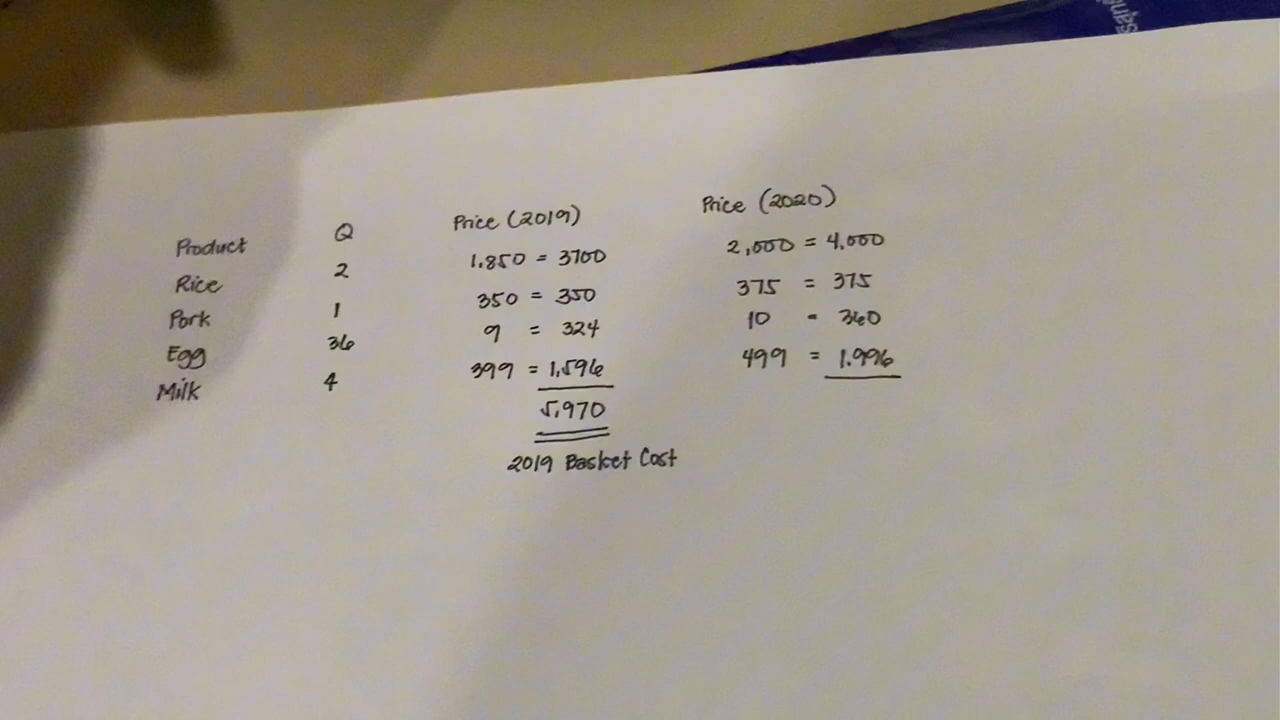 Product Q Price (2019) Price (2020)
Rice 2 1.850 = 3700 2,000 = 4,000
Pork 1 350 = 350 375 = 375
Egg 36 9 = 324 10 = 360
Milk 4 399 = 1,596 499 = 1.996
5,970
2019 Basket Cost